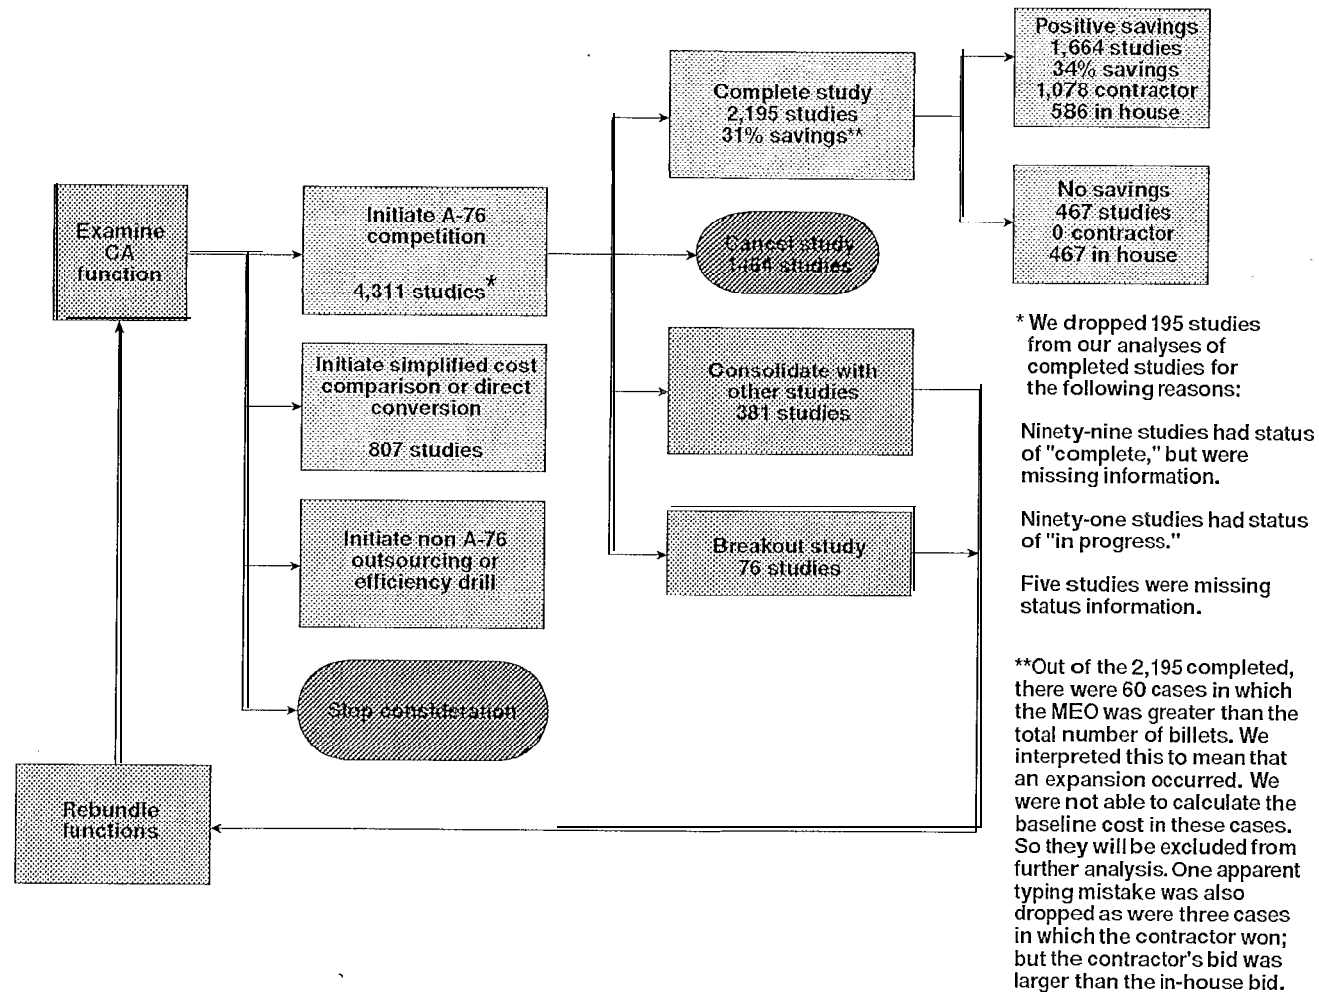 Examine
CA
function
Initiate A-76
competition
4,311 studies*
Initiate simplified cost
comparison or direct
conversion
807 studies
Initiate non A-76
outsourcing or
efficiency drill
Stop consideration
Rebundle
functions
Complete study
2,195 studies
31% savings**
Cancel study
1464 studies
Consolidate with
other studies
381 studies
Breakout study
76 studies
Positive savings
1,664 studies
34% savings
1,078 contractor
586 in house
No savings
467 studies
0 contractor
467 in house
* We dropped 195 studies
from our analyses of
completed studies for
the following reasons:
Ninety-nine studies had status
of "complete," but were
missing information.
Ninety-one studies had status
of "in progress."
Five studies were missing
status information.
**Out of the 2,195 completed,
there were 60 cases in which
the MEO was greater than the
total number of billets. We
interpreted this to mean that
an expansion occurred. We
were not able to calculate the
baseline cost in these cases.
So they will be excluded from
further analysis. One apparent
typing mistake was also
dropped as were three cases
in which the contractor won;
but the contractor's bid was
larger than the in-house bid.